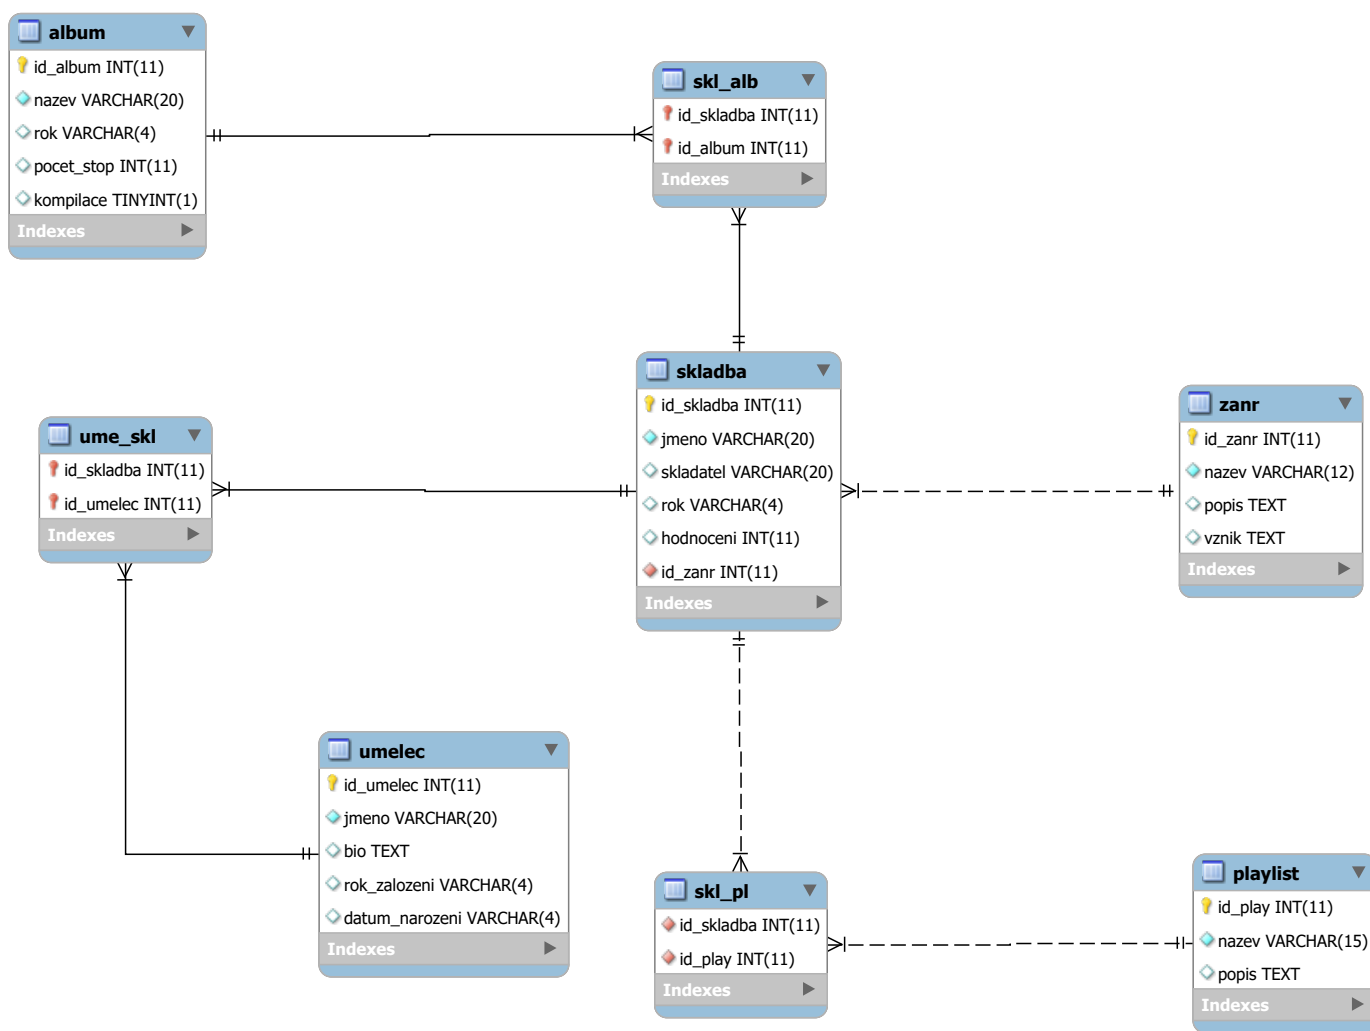 album
id_album INT(11)
nazev VARCHAR(20)
rok VARCHAR(4)
pocet_stop INT(11)
kompilace TINYINT(1)
Indexes
skl_alb
id_skladba INT(11)
id_album INT(11)
Indexes
skladba
id_skladba INT(11)
jmeno VARCHAR(20)
skladatel VARCHAR(20)
rok VARCHAR(4)
hodnoceni INT(11)
id_zanr INT(11)
Indexes
zanr
id_zanr INT(11)
nazev VARCHAR(12)
popis TEXT
vznik TEXT
Indexes
ume_skl
id_skladba INT(11)
id_umelec INT(11)
Indexes
umelec
id_umelec INT(11)
jmeno VARCHAR(20)
bio TEXT
rok_zalozeni VARCHAR(4)
datum_narozeni VARCHAR(4)
Indexes
skl_pl
id_skladba INT(11)
id_play INT(11)
Indexes
playlist
id_play INT(11)
nazev VARCHAR(15)
popis TEXT
Indexes